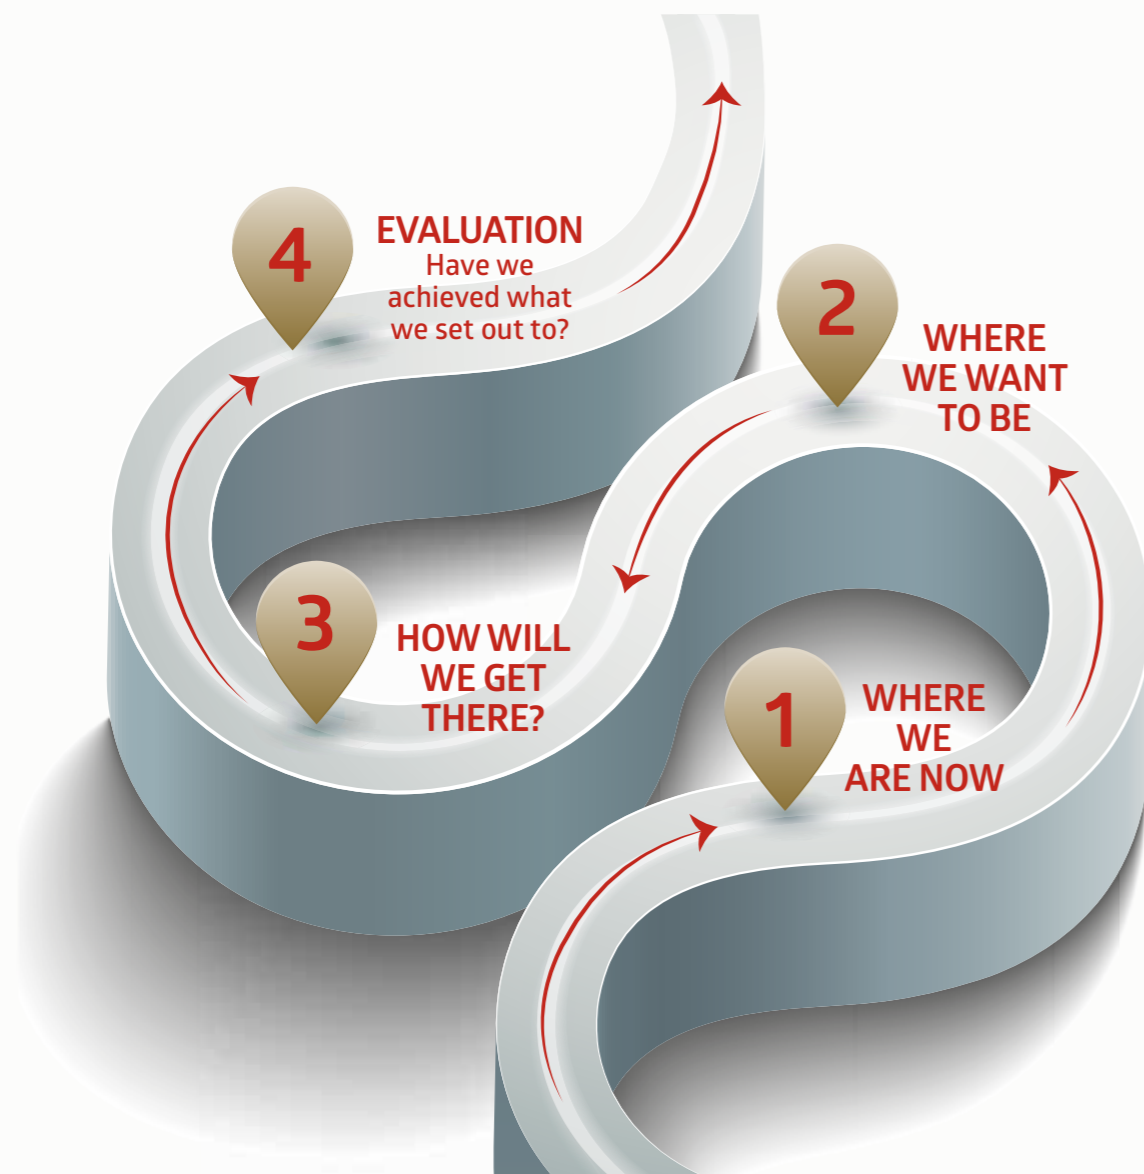 1
WHERE
WE
ARE NOW
2
WHERE
WE WANT
TO BE
3
HOW WILL
WE GET
THERE?
4
EVALUATION
Have we
achieved what
we set out to?